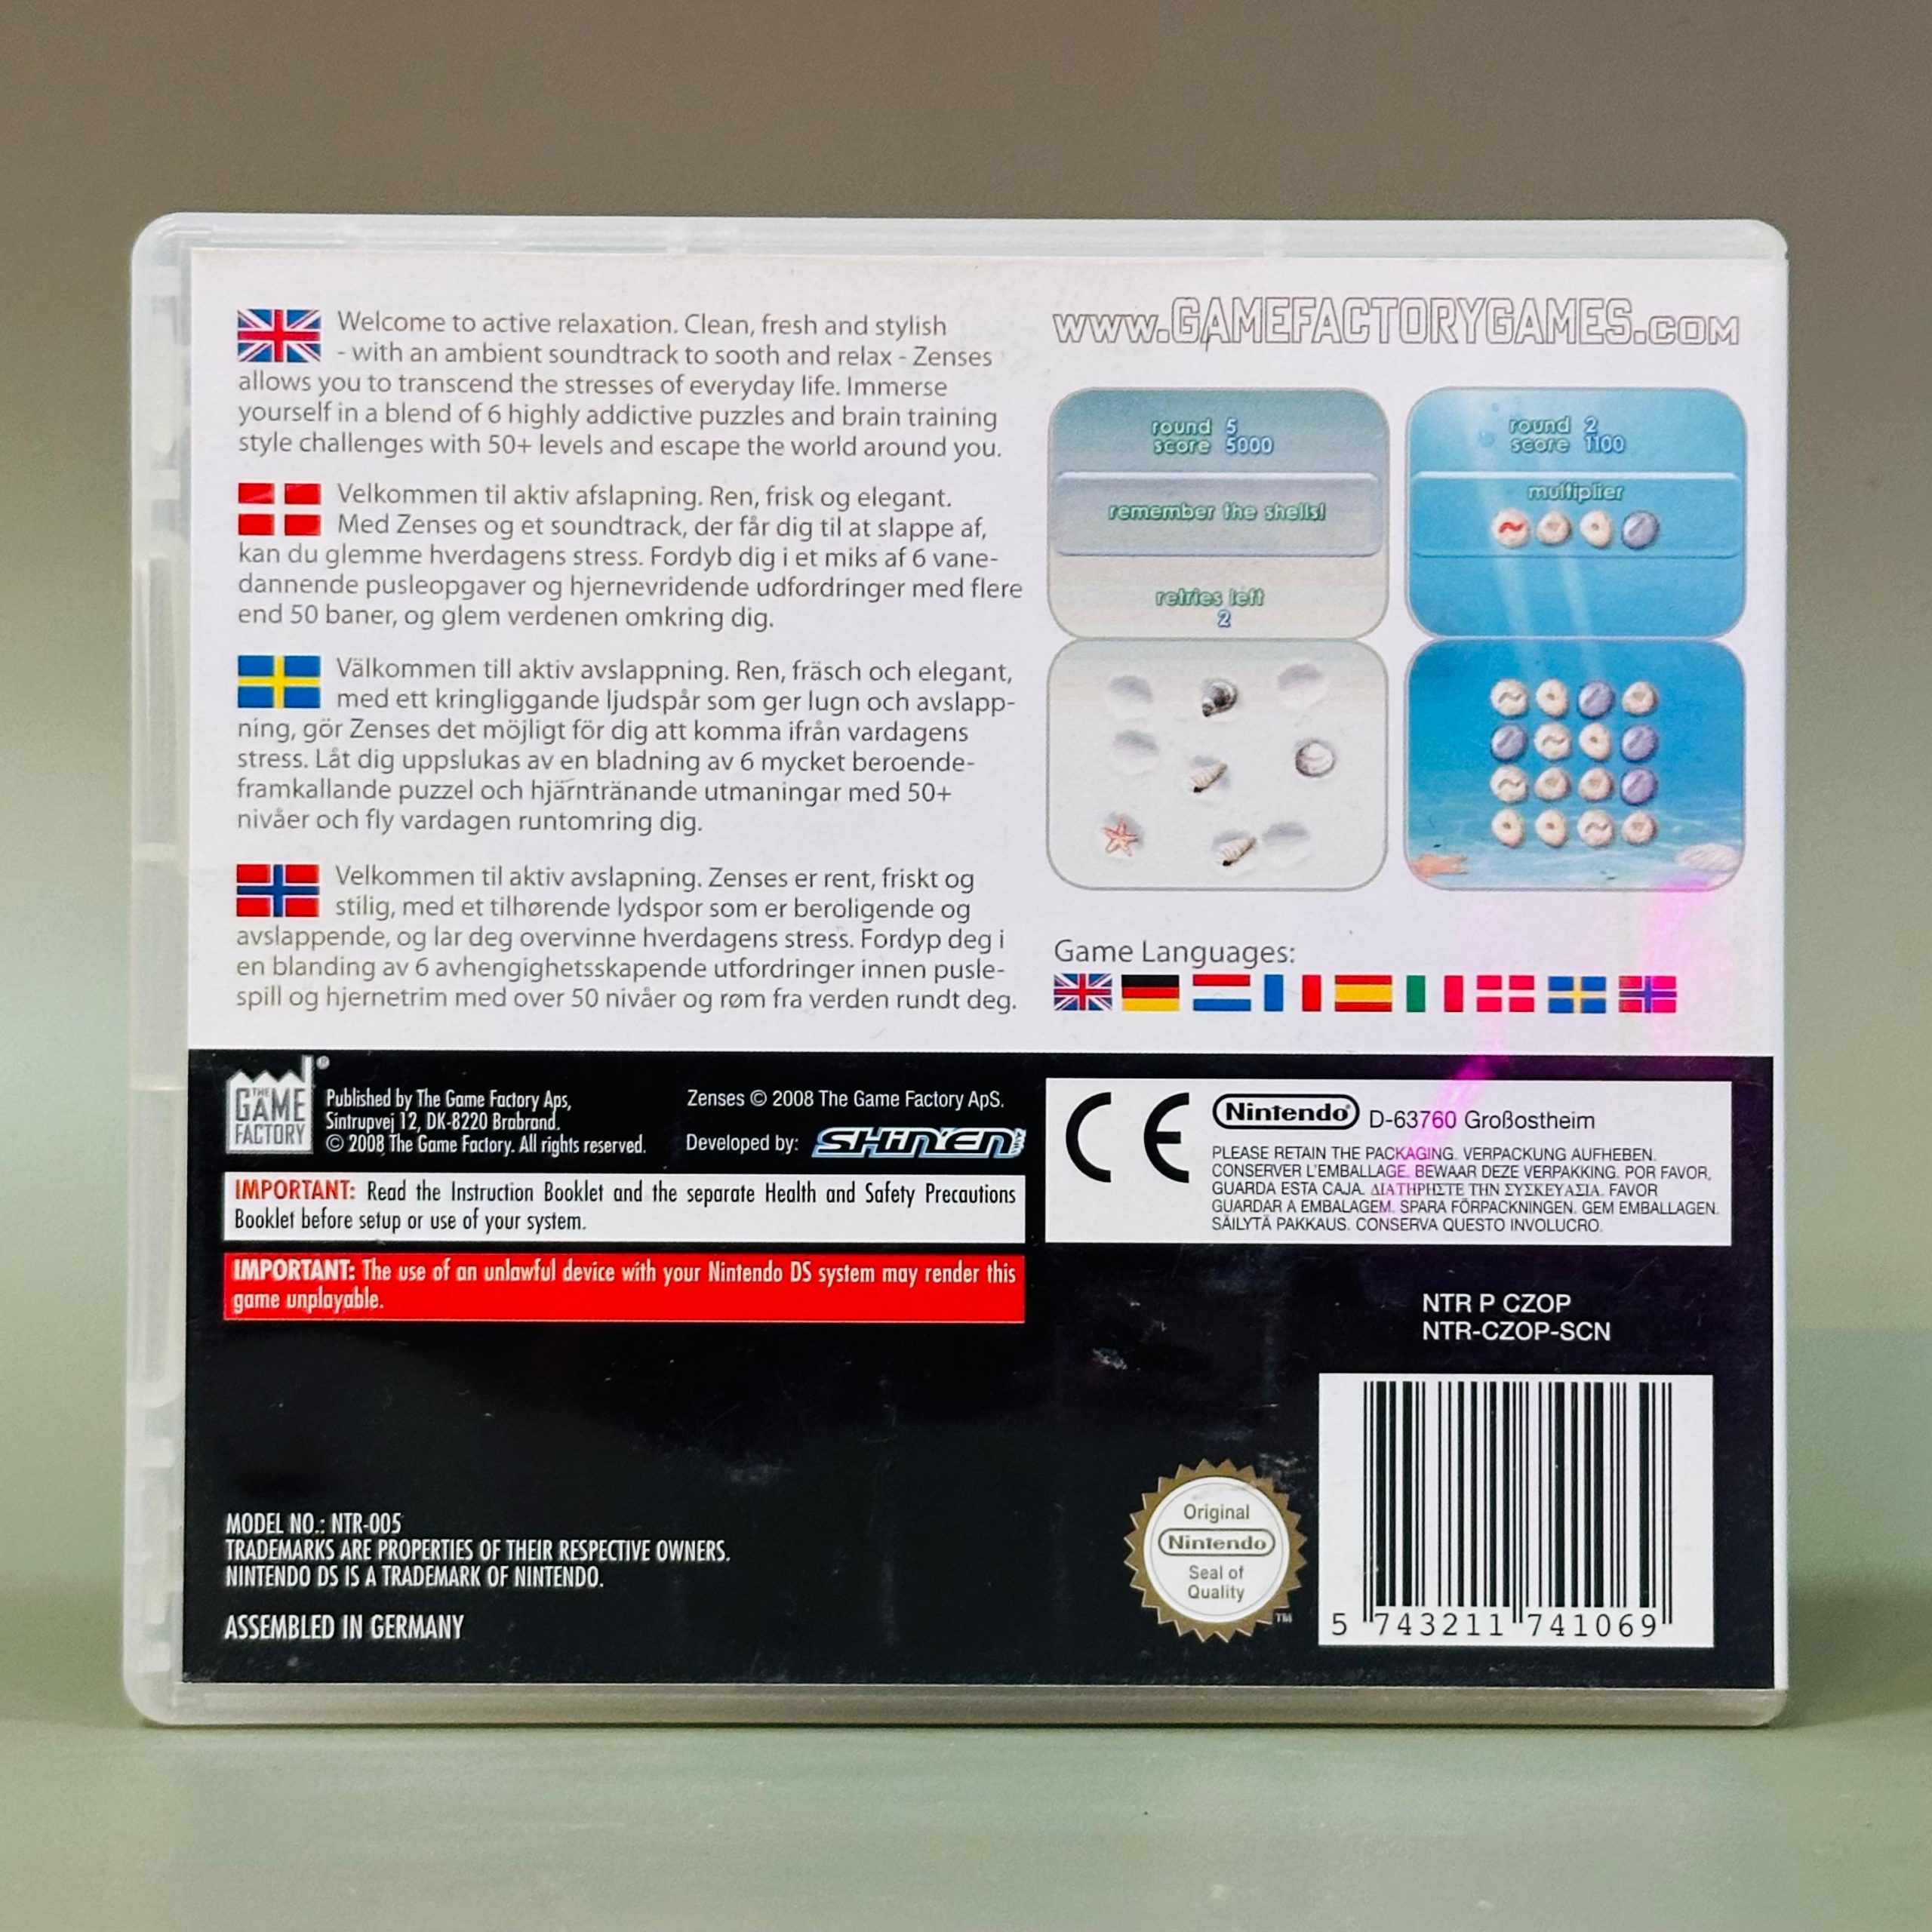 Welcome to active relaxation. Clean, fresh and stylish
- with an ambient soundtrack to sooth and relax - Zenses
allows you to transcend the stresses of everyday life. Immerse
yourself in a blend of 6 highly addictive puzzles and brain training
style challenges with 50+ levels and escape the world around you.
Velkommen til aktiv afslapning. Ren, frisk og elegant.
Med Zenses og et soundtrack, der får dig til at slappe af,
kan du glemme hverdagens stress. Fordyb dig i et miks af 6 vane-
dannende pusleopgaver og hjernevridende udfordringer med flere
end 50 baner, og glem verdenen omkring dig.
Välkommen till aktiv avslappning. Ren, fräsch och elegant,
med ett kringliggande ljudspår som ger lugn och avslapp-
ning, gör Zenses det möjligt för dig att komma ifrån vardagens
stress. Låt dig uppslukas av en bladning av 6 mycket beroende-
framkallande puzzel och hjärntränande utmaningar med 50+
nivåer och fly vardagen runtomring dig.
Velkommen til aktiv avslapning. Zenses er rent, friskt og
stilig, med et tilhørende lydspor som er beroligende og
avslappende, og lar deg overvinne hverdagens stress. Fordyp deg i
en blanding av 6 avhengighetsskapende utfordringer innen pusle-
spill og hjernetrim med over 50 nivåer og røm fra verden rundt deg.
www.GAMEFACTORYGAMES.COM
round 5
score 5000
remember the shells!
retries left
2
round 2
score 1100
multiplier
Game Languages:
THE GAME FACTORY®
Published by The Game Factory Aps,
Sintrupvej 12, DK-8220 Brabrand.
© 2008 The Game Factory. All rights reserved.
Zenses © 2008 The Game Factory ApS.
Developed by: SHIN'EN
IMPORTANT: Read the Instruction Booklet and the separate Health and Safety Precautions
Booklet before setup or use of your system.
IMPORTANT: The use of an unlawful device with your Nintendo DS system may render this
game unplayable.
CE
Nintendo® D-63760 Großostheim
PLEASE RETAIN THE PACKAGING. VERPACKUNG AUFHEBEN.
CONSERVER L'EMBALLAGE. BEWAAR DEZE VERPAKKING. POR FAVOR,
GUARDA ESTA CAJA. ΔΙΑΤΗΡΗΣΤΕ ΤΗΝ ΣΥΣΚΕΥΑΣΙΑ. FAVOR
GUARDAR A EMBALAGEM. SPARA FÖRPACKNINGEN. GEM EMBALLAGEN.
SÄILYTÄ PAKKAUS. CONSERVA QUESTO INVOLUCRO.
NTR P CZOP
NTR-CZOP-SCN
MODEL NO.: NTR-005
TRADEMARKS ARE PROPERTIES OF THEIR RESPECTIVE OWNERS.
NINTENDO DS IS A TRADEMARK OF NINTENDO.
ASSEMBLED IN GERMANY
Original
Nintendo
Seal of
Quality
TM
5 743211 741069